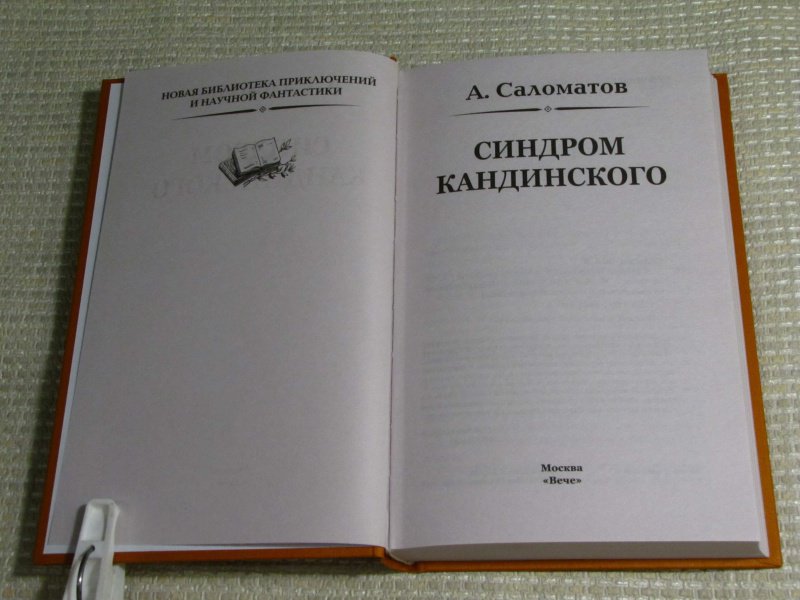 НОВАЯ БИБЛИОТЕКА ПРИКЛЮЧЕНИЙ
И НАУЧНОЙ ФАНТАСТИКИ
А. Саломатов
СИНДРОМ
КАНДИНСКОГО
Москва
«Вече»